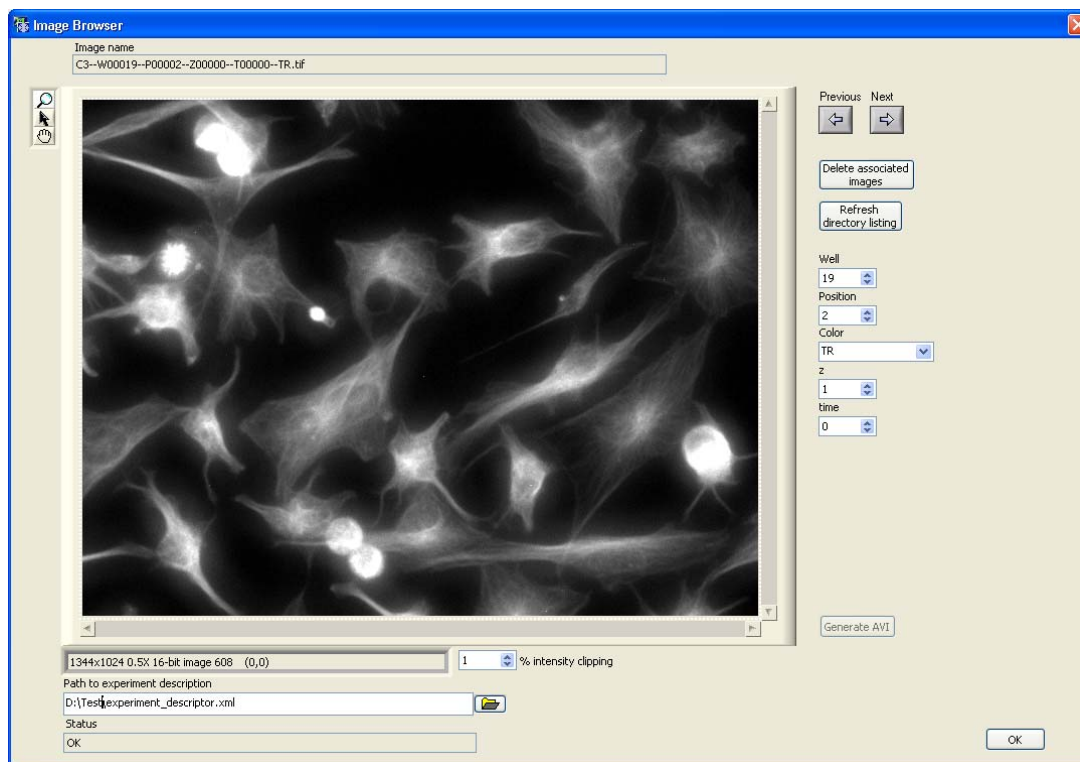 Image Browser
Image name
C3--W00019--P00002--Z00000--T00000--TR.tif
Previous Next
Delete associated
images
Refresh
directory listing
Well
19
Position
2
Color
TR
z
1
time
0
Generate AVI
1344x1024 0.5X 16-bit image 608 (0,0)
1 % intensity clipping
Path to experiment description
D:\Test\experiment_descriptor.xml
Status
OK
OK